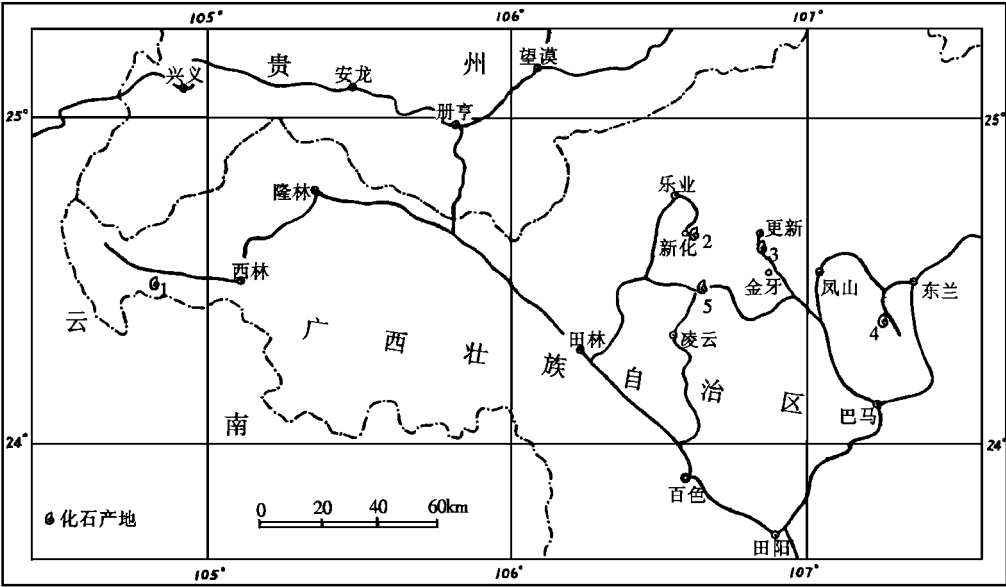 105°
106°
107°
兴义
贵
安龙
州
望谟
25°
册亨
25°
隆林
乐业
新化
2
更新
3
金牙
西林
1
5
凤山
东兰
4
云
广
西
壮
族
自
治
区
田林
凌云
巴马
南
24°
24°
百色
田阳
化石产地
0
20
40
60km
105°
106°
107°